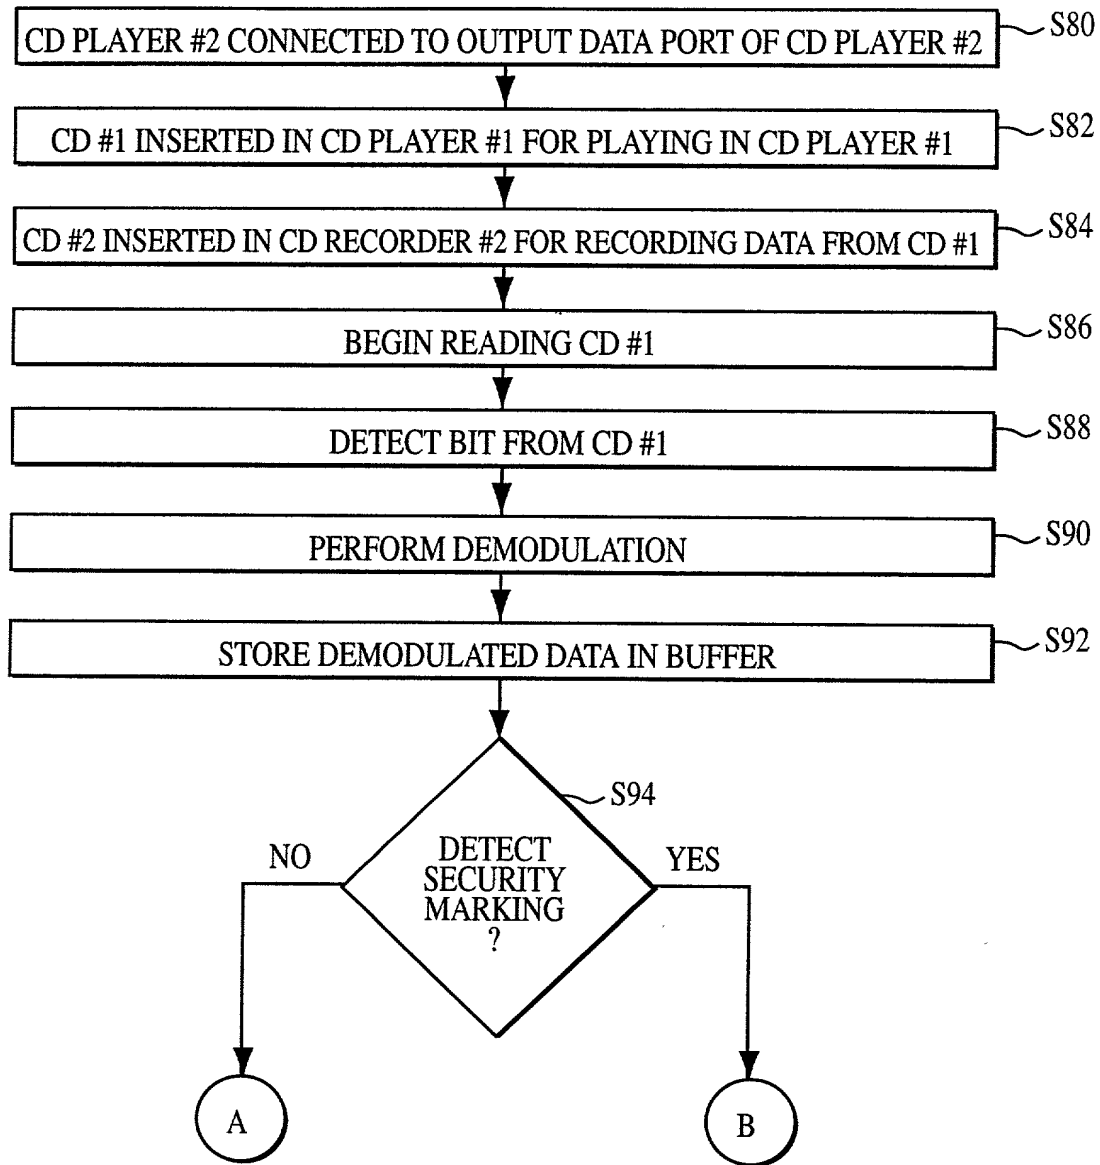 CD PLAYER #2 CONNECTED TO OUTPUT DATA PORT OF CD PLAYER #2
S80
CD #1 INSERTED IN CD PLAYER #1 FOR PLAYING IN CD PLAYER #1
S82
CD #2 INSERTED IN CD RECORDER #2 FOR RECORDING DATA FROM CD #1
S84
BEGIN READING CD #1
S86
DETECT BIT FROM CD #1
S88
PERFORM DEMODULATION
S90
STORE DEMODULATED DATA IN BUFFER
S92
S94
NO
DETECT
SECURITY
MARKING
?
YES
A
B